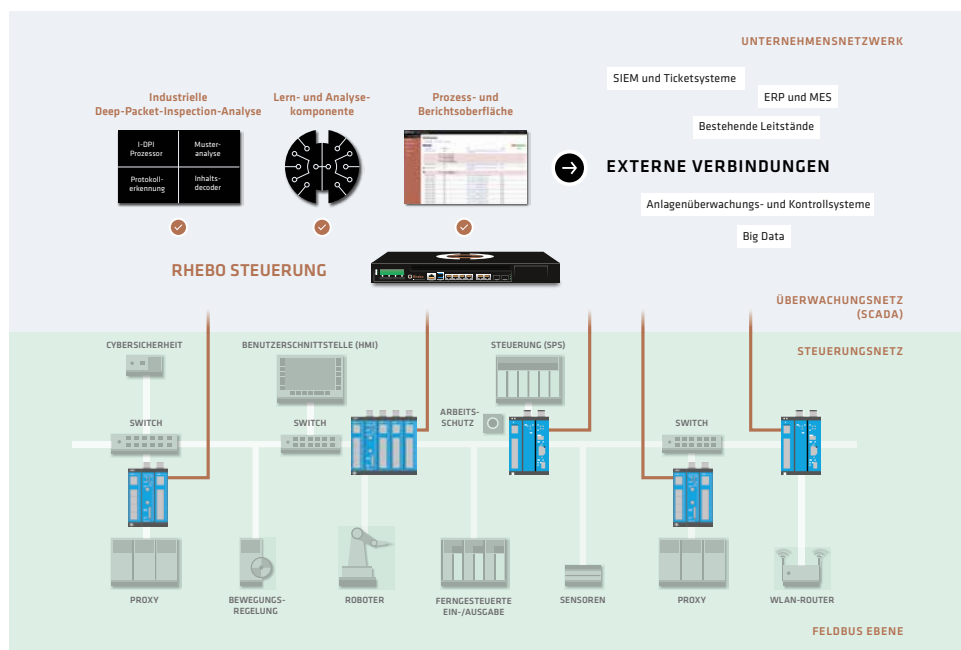 UNTERNEHMENSNETZWERK
SIEM und Ticketsysteme
ERP und MES
Bestehende Leitstände
Industrielle
Deep-Packet-Inspection-Analyse
Lern- und Analyse-
komponente
Prozess- und
Berichtsoberfläche
I-DPI
Prozessor
Muster-
analyse
Protokoll-
erkennung
Inhalts-
decoder
EXTERNE VERBINDUNGEN
Anlagenüberwachungs- und Kontrollsysteme
Big Data
RHEBO STEUERUNG
ÜBERWACHUNGSNETZ
(SCADA)
STEUERUNGSNETZ
CYBERSICHERHEIT
BENUTZERSCHNITTSTELLE (HMI)
STEUERUNG (SPS)
ARBEITS-
SCHUTZ
SWITCH
SWITCH
SWITCH
PROXY
BEWEGUNGS-
REGELUNG
ROBOTER
FERNGESTEUERTE
EIN-/AUSGABE
SENSOREN
PROXY
WLAN-ROUTER
FELDBUS EBENE